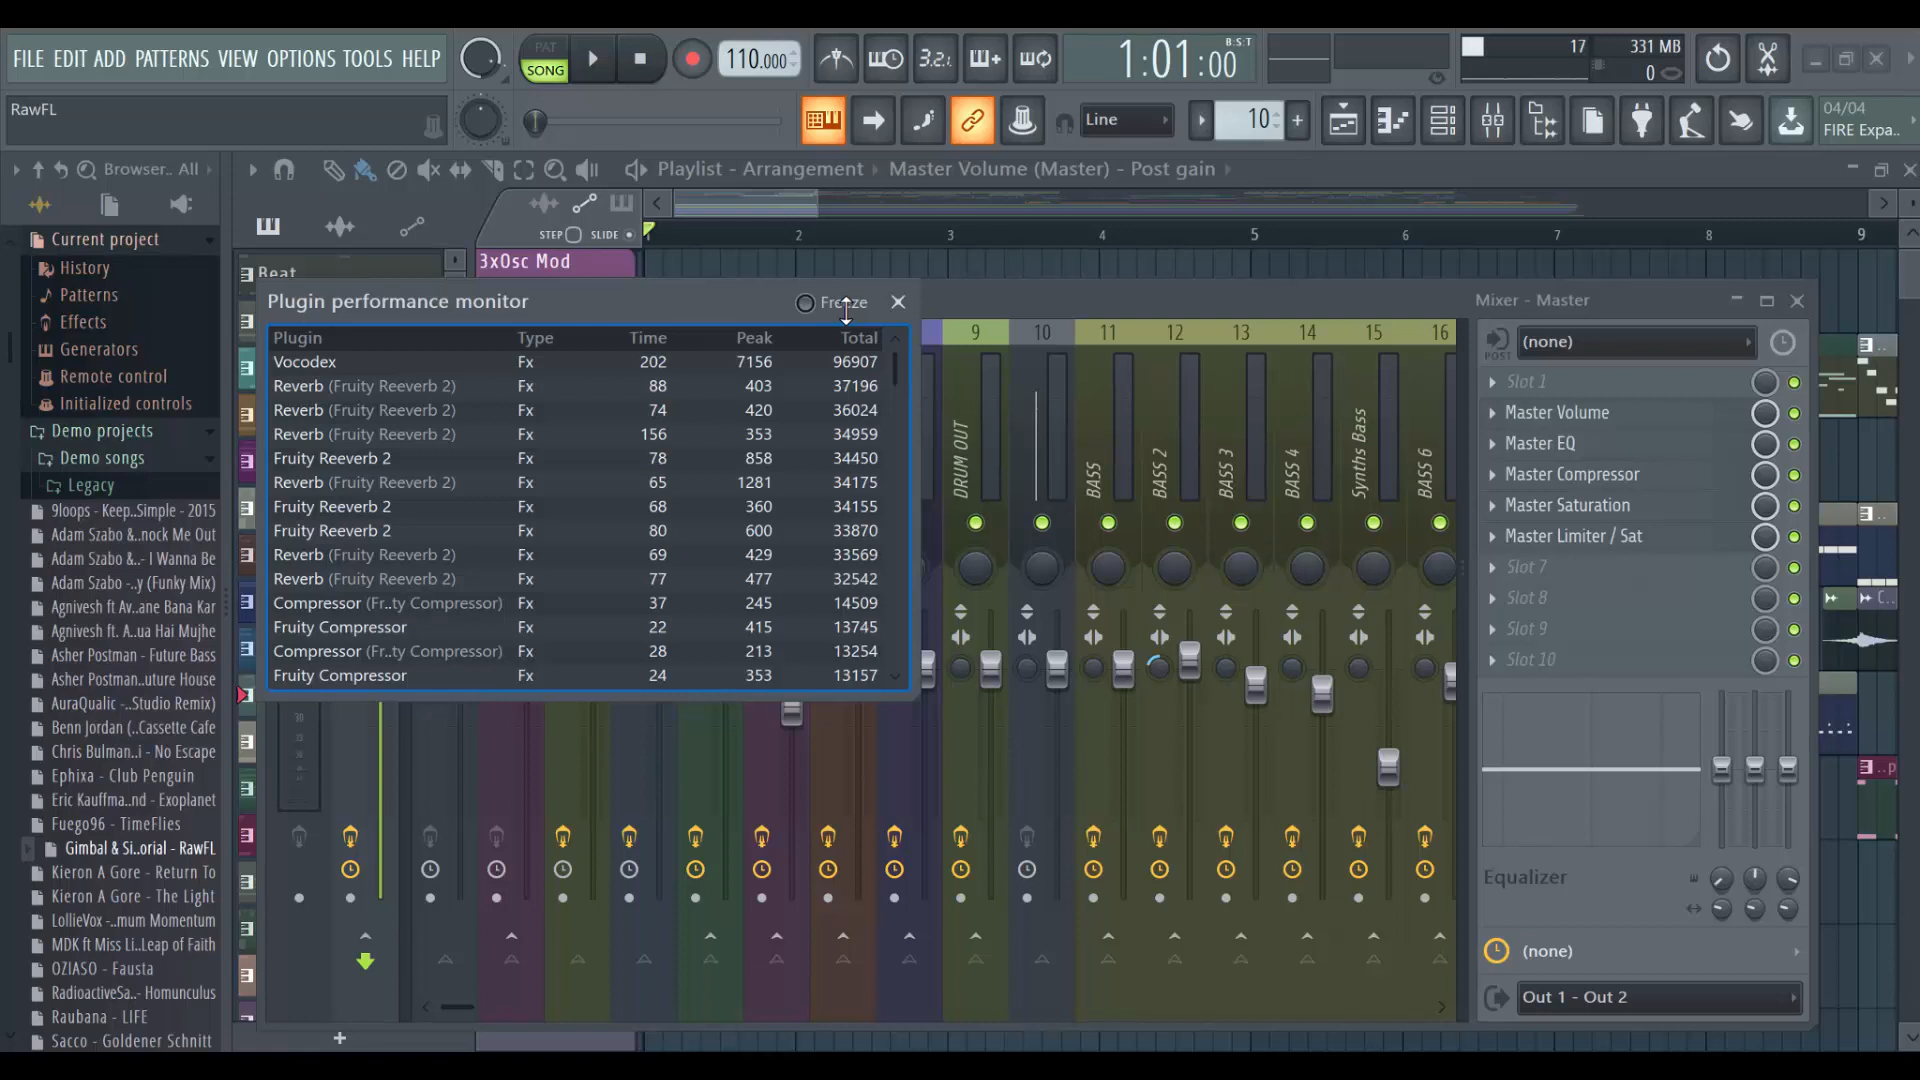 FILE EDIT ADD PATTERNS VIEW OPTIONS TOOLS HELP
PAT
SONG
110.000
3.2.
1:01:00
B:S:T
17
331 MB
0
RawFL
Line
10
04/04
FIRE Expa..
Browser.. All
Playlist - Arrangement
Master Volume (Master) - Post gain
STEP
SLIDE
2
3
4
5
6
7
8
9
Current project
History
Patterns
Effects
Generators
Remote control
Initialized controls
Demo projects
Demo songs
Legacy
9loops - Keep..Simple - 2015
Adam Szabo &..nock Me Out
Adam Szabo &..- I Wanna Be
Adam Szabo -..y (Funky Mix)
Agnivesh ft Av..ane Bana Kar
Agnivesh ft. A..ua Hai Mujhe
Asher Postman - Future Bass
Asher Postman..uture House
AuraQualic -..Studio Remix)
Benn Jordan (..Cassette Cafe
Chris Bulman..i - No Escape
Ephixa - Club Penguin
Eric Kauffma..nd - Exoplanet
Fuego96 - TimeFlies
Gimbal & Si..orial - RawFL
Kieron A Gore - Return To
Kieron A Gore - The Light
LollieVox -..mum Momentum
MDK ft Miss Li..Leap of Faith
OZIASO - Fausta
RadioactiveSa..- Homunculus
Raubana - LIFE
Sacco - Goldener Schnitt
Beat
3xOsc Mod
Plugin performance monitor
Freeze
Plugin Type Time Peak Total
Vocodex Fx 202 7156 96907
Reverb (Fruity Reeverb 2) Fx 88 403 37196
Reverb (Fruity Reeverb 2) Fx 74 420 36024
Reverb (Fruity Reeverb 2) Fx 156 353 34959
Fruity Reeverb 2 Fx 78 858 34450
Reverb (Fruity Reeverb 2) Fx 65 1281 34175
Fruity Reeverb 2 Fx 68 360 34155
Fruity Reeverb 2 Fx 80 600 33870
Reverb (Fruity Reeverb 2) Fx 69 429 33569
Reverb (Fruity Reeverb 2) Fx 77 477 32542
Compressor (Fr..ty Compressor) Fx 37 245 14509
Fruity Compressor Fx 22 415 13745
Compressor (Fr..ty Compressor) Fx 28 213 13254
Fruity Compressor Fx 24 353 13157
9 10 11 12 13 14 15 16
DRUM OUT
BASS
BASS 2
BASS 3
BASS 4
Synths Bass
BASS 6
Mixer - Master
POST
(none)
Slot 1
Master Volume
Master EQ
Master Compressor
Master Saturation
Master Limiter / Sat
Slot 7
Slot 8
Slot 9
Slot 10
Equalizer
(none)
Out 1 - Out 2